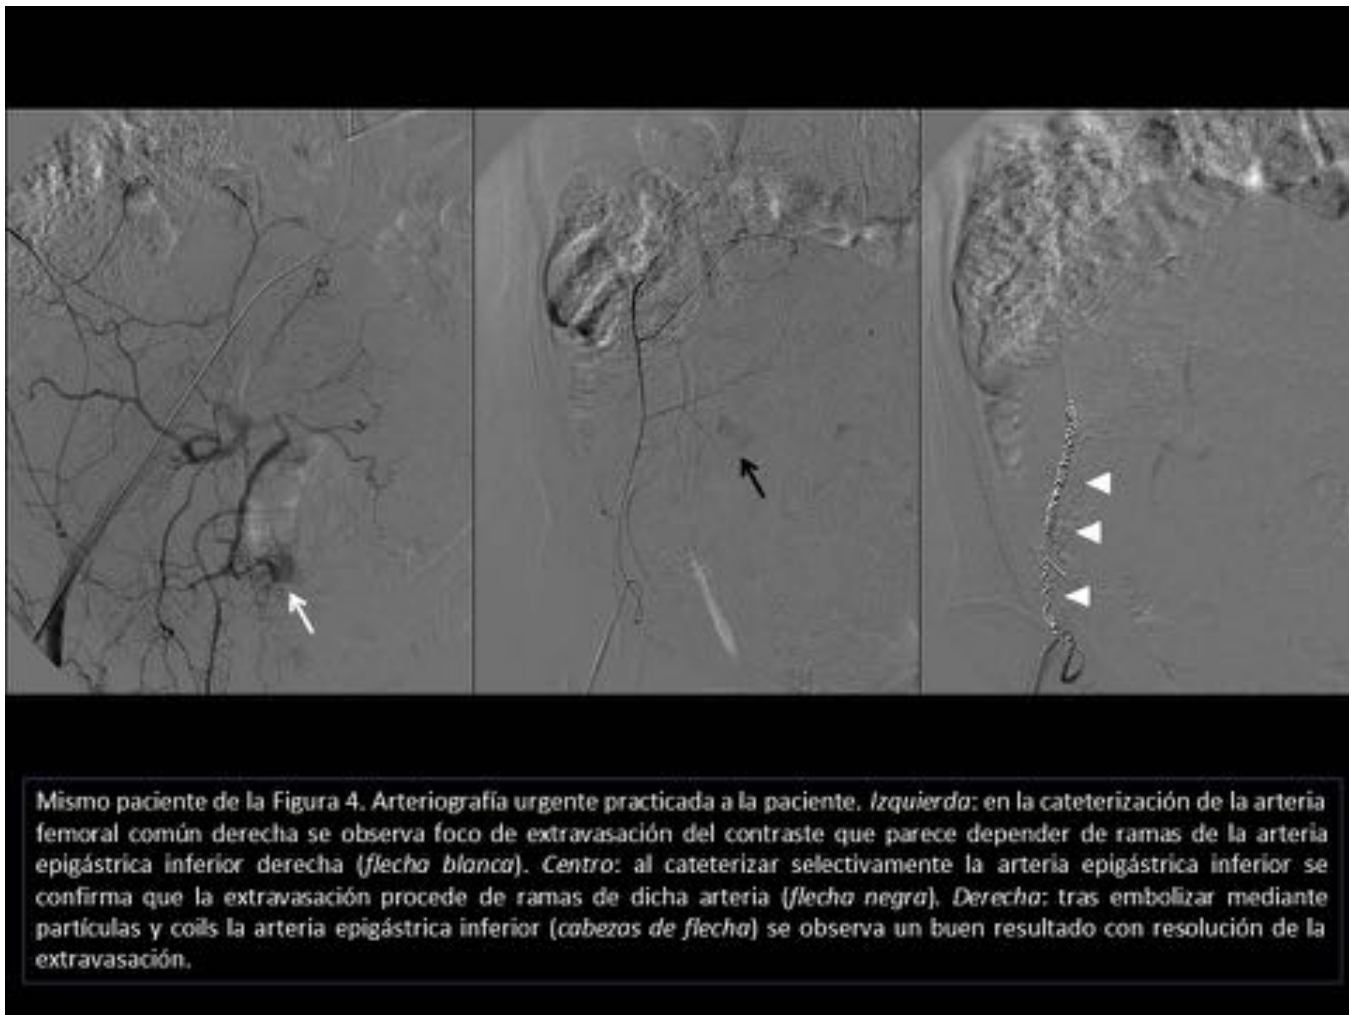 Mismo paciente de la Figura 4. Arteriografía urgente practicada a la paciente. Izquierda: en la cateterización de la arteria
femoral común derecha se observa foco de extravasación del contraste que parece depender de ramas de la arteria
epigástrica inferior derecha (flecha blanca). Centro: al cateterizar selectivamente la arteria epigástrica inferior se
confirma que la extravasación procede de ramas de dicha arteria (flecha negra). Derecha: tras embolizar mediante
partículas y coils la arteria epigástrica inferior (cabezas de flecha) se observa un buen resultado con resolución de la
extravasación.